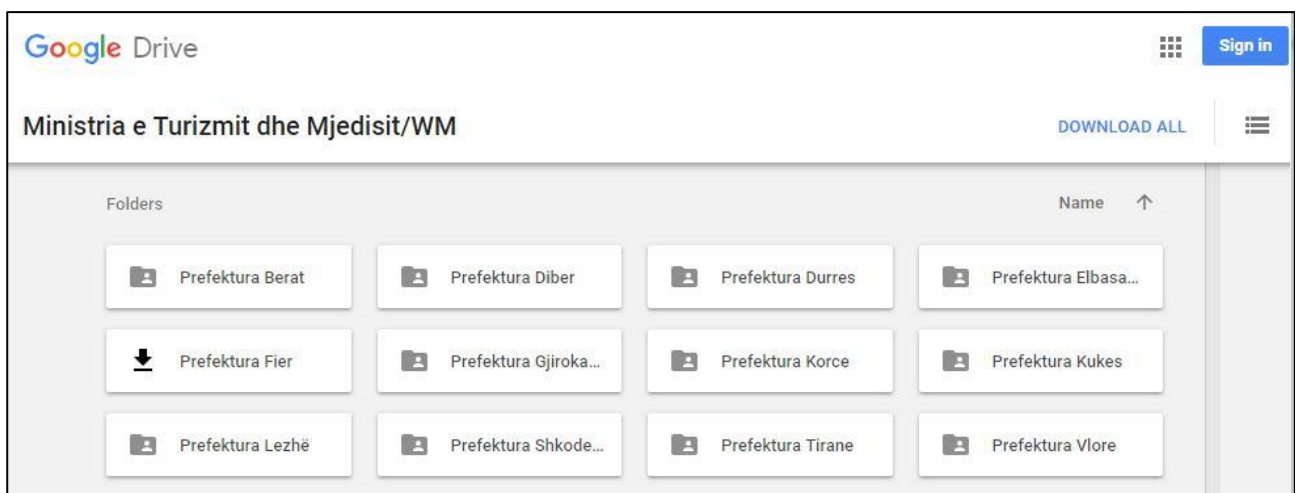 Google Drive
Sign in
Ministria e Turizmit dhe Mjedisit/WM
DOWNLOAD ALL
Folders
Name
Prefektura Berat
Prefektura Diber
Prefektura Durres
Prefektura Elbasa...
Prefektura Fier
Prefektura Gjiroka...
Prefektura Korce
Prefektura Kukes
Prefektura Lezhë
Prefektura Shkode...
Prefektura Tirane
Prefektura Vlore